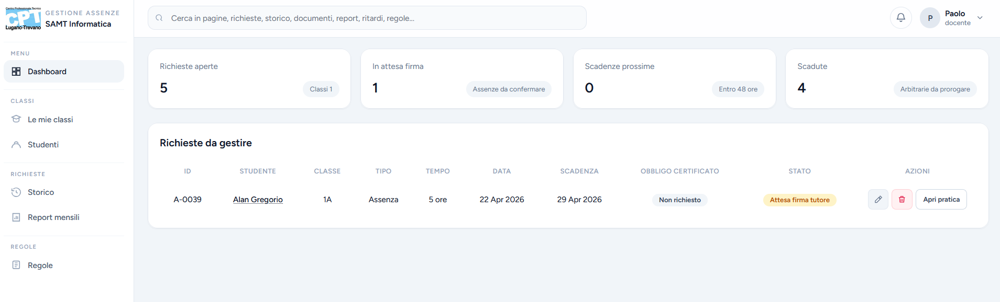 Centro Professionale Tecnico
CPT
Lugano-Trevano
GESTIONE ASSENZE
SAMT Informatica
Cerca in pagine, richieste, storico, documenti, report, ritardi, regole...
P
Paolo
docente
MENU
Dashboard
CLASSI
Le mie classi
Studenti
RICHIESTE
Storico
Report mensili
REGOLE
Regole
Richieste aperte
5
Classi 1
In attesa firma
1
Assenze da confermare
Scadenze prossime
0
Entro 48 ore
Scadute
4
Arbitrarie da prorogare
Richieste da gestire
ID STUDENTE CLASSE TIPO TEMPO DATA SCADENZA OBBLIGO CERTIFICATO STATO AZIONI
A-0039 Alan Gregorio 1A Assenza 5 ore 22 Apr 2026 29 Apr 2026 Non richiesto Attesa firma tutore Apri pratica